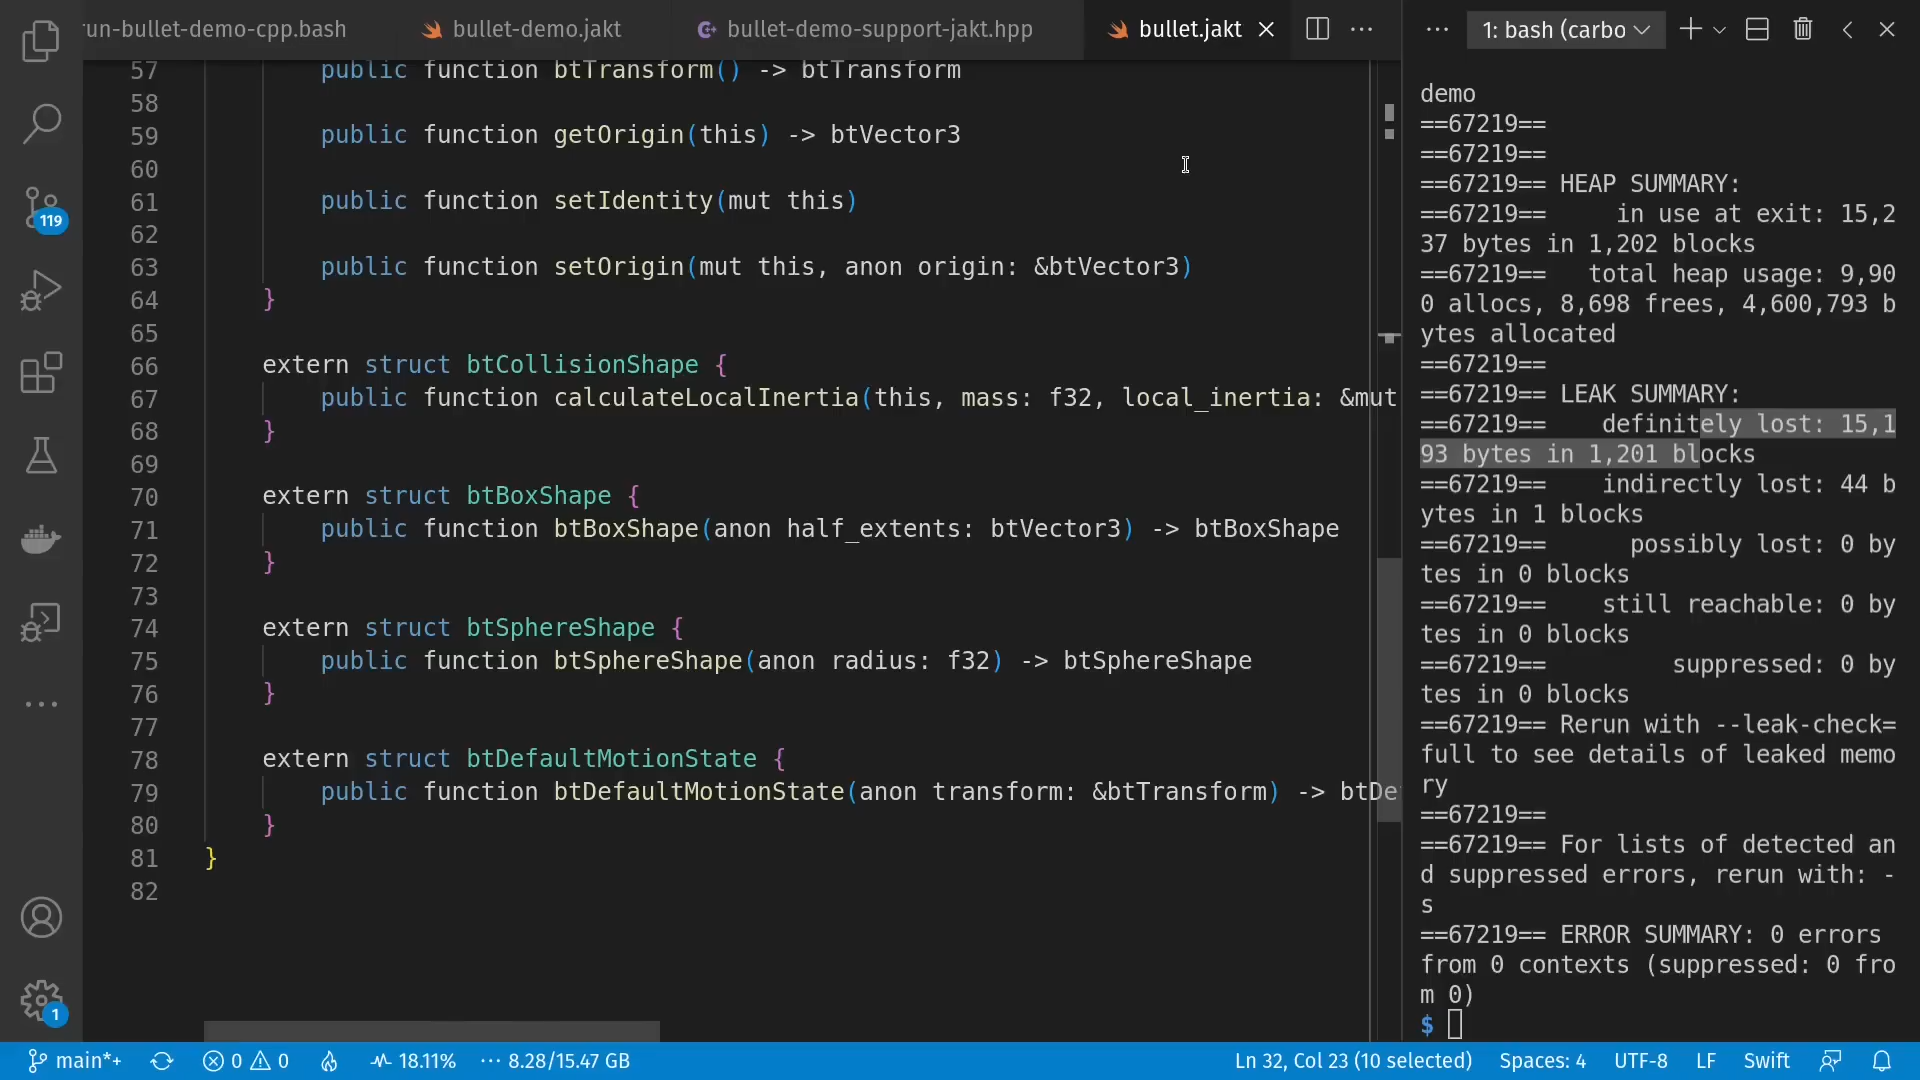 run-bullet-demo-cpp.bash bullet-demo.jakt bullet-demo-support-jakt.hpp bullet.jakt ··· ··· 1: bash (carbo
57 public function btTransform() -> btTransform
58
59 public function getOrigin(this) -> btVector3
60
61 public function setIdentity(mut this)
62
63 public function setOrigin(mut this, anon origin: &btVector3)
64 }
65
66 extern struct btCollisionShape {
67 public function calculateLocalInertia(this, mass: f32, local_inertia: &mut
68 }
69
70 extern struct btBoxShape {
71 public function btBoxShape(anon half_extents: btVector3) -> btBoxShape
72 }
73
74 extern struct btSphereShape {
75 public function btSphereShape(anon radius: f32) -> btSphereShape
76 }
77
78 extern struct btDefaultMotionState {
79 public function btDefaultMotionState(anon transform: &btTransform) -> btDe
80 }
81 }
82
119
1
demo
==67219==
==67219==
==67219== HEAP SUMMARY:
==67219==     in use at exit: 15,2
37 bytes in 1,202 blocks
==67219==   total heap usage: 9,90
0 allocs, 8,698 frees, 4,600,793 b
ytes allocated
==67219==
==67219== LEAK SUMMARY:
==67219==    definitely lost: 15,1
93 bytes in 1,201 blocks
==67219==    indirectly lost: 44 b
ytes in 1 blocks
==67219==      possibly lost: 0 by
tes in 0 blocks
==67219==    still reachable: 0 by
tes in 0 blocks
==67219==         suppressed: 0 by
tes in 0 blocks
==67219== Rerun with --leak-check=
full to see details of leaked memo
ry
==67219==
==67219== For lists of detected an
d suppressed errors, rerun with: -
s
==67219== ERROR SUMMARY: 0 errors
from 0 contexts (suppressed: 0 fro
m 0)
$
main*+ 0 0 18.11% ··· 8.28/15.47 GB Ln 32, Col 23 (10 selected) Spaces: 4 UTF-8 LF Swift